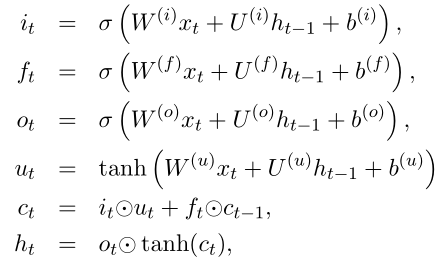 i_t = σ(W^{(i)}x_t + U^{(i)}h_{t−1} + b^{(i)}),
f_t = σ(W^{(f)}x_t + U^{(f)}h_{t−1} + b^{(f)}),
o_t = σ(W^{(o)}x_t + U^{(o)}h_{t−1} + b^{(o)}),
u_t = tanh(W^{(u)}x_t + U^{(u)}h_{t−1} + b^{(u)})
c_t = i_t⊙u_t + f_t⊙c_{t−1},
h_t = o_t⊙ tanh(c_t),